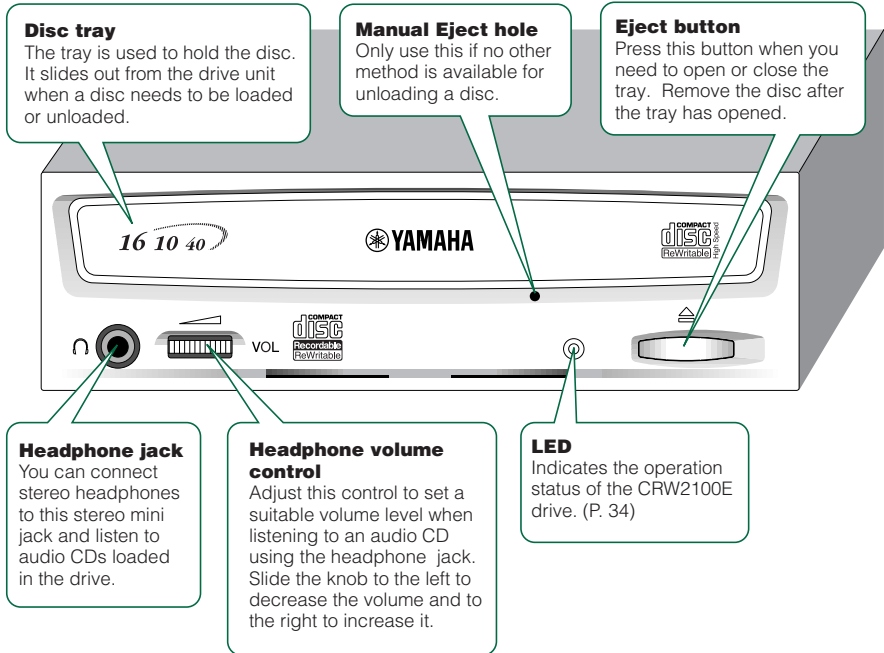 Disc tray
The tray is used to hold the disc.
It slides out from the drive unit
when a disc needs to be loaded
or unloaded.
Manual Eject hole
Only use this if no other
method is available for
unloading a disc.
Eject button
Press this button when you
need to open or close the
tray. Remove the disc after
the tray has opened.
16 10 40
YAMAHA
COMPACT
disc
ReWritable
High Speed
VOL
COMPACT
disc
Recordable
ReWritable
Headphone jack
You can connect
stereo headphones
to this stereo mini
jack and listen to
audio CDs loaded
in the drive.
Headphone volume
control
Adjust this control to set a
suitable volume level when
listening to an audio CD
using the headphone jack.
Slide the knob to the left to
decrease the volume and to
the right to increase it.
LED
Indicates the operation
status of the CRW2100E
drive. (P. 34)